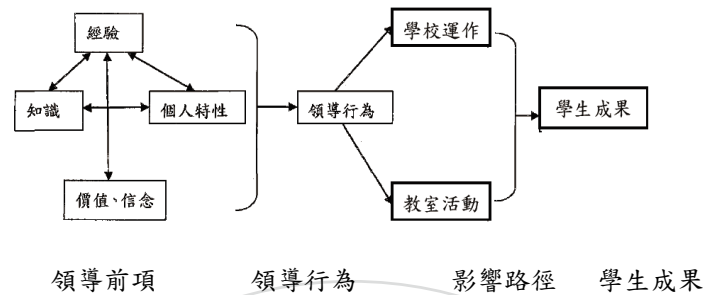 經驗
學校運作
知識
個人特性
領導行為
學生成果
價值、信念
教室活動
領導前項 領導行為 影響路徑 學生成果